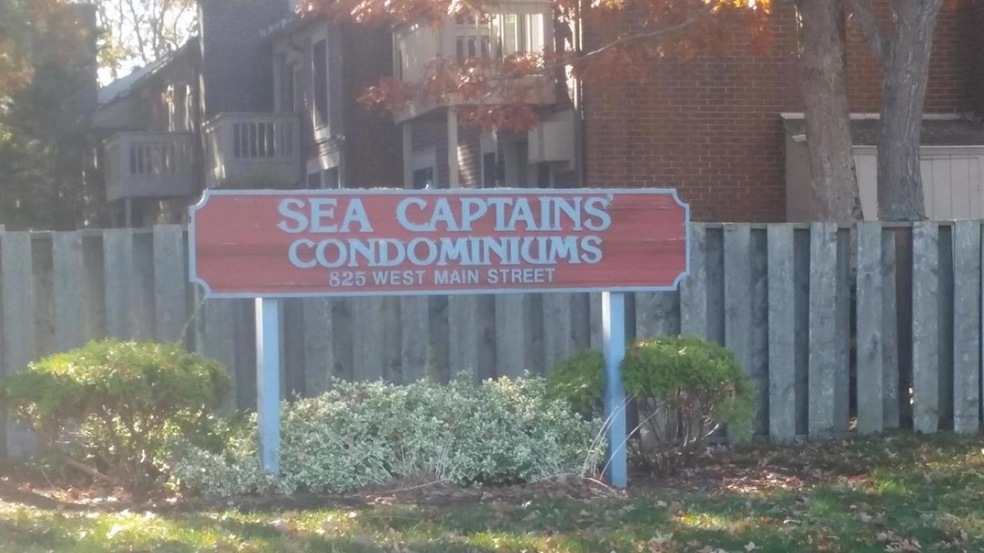 SEA CAPTAINS'
CONDOMINIUMS
825 WEST MAIN STREET